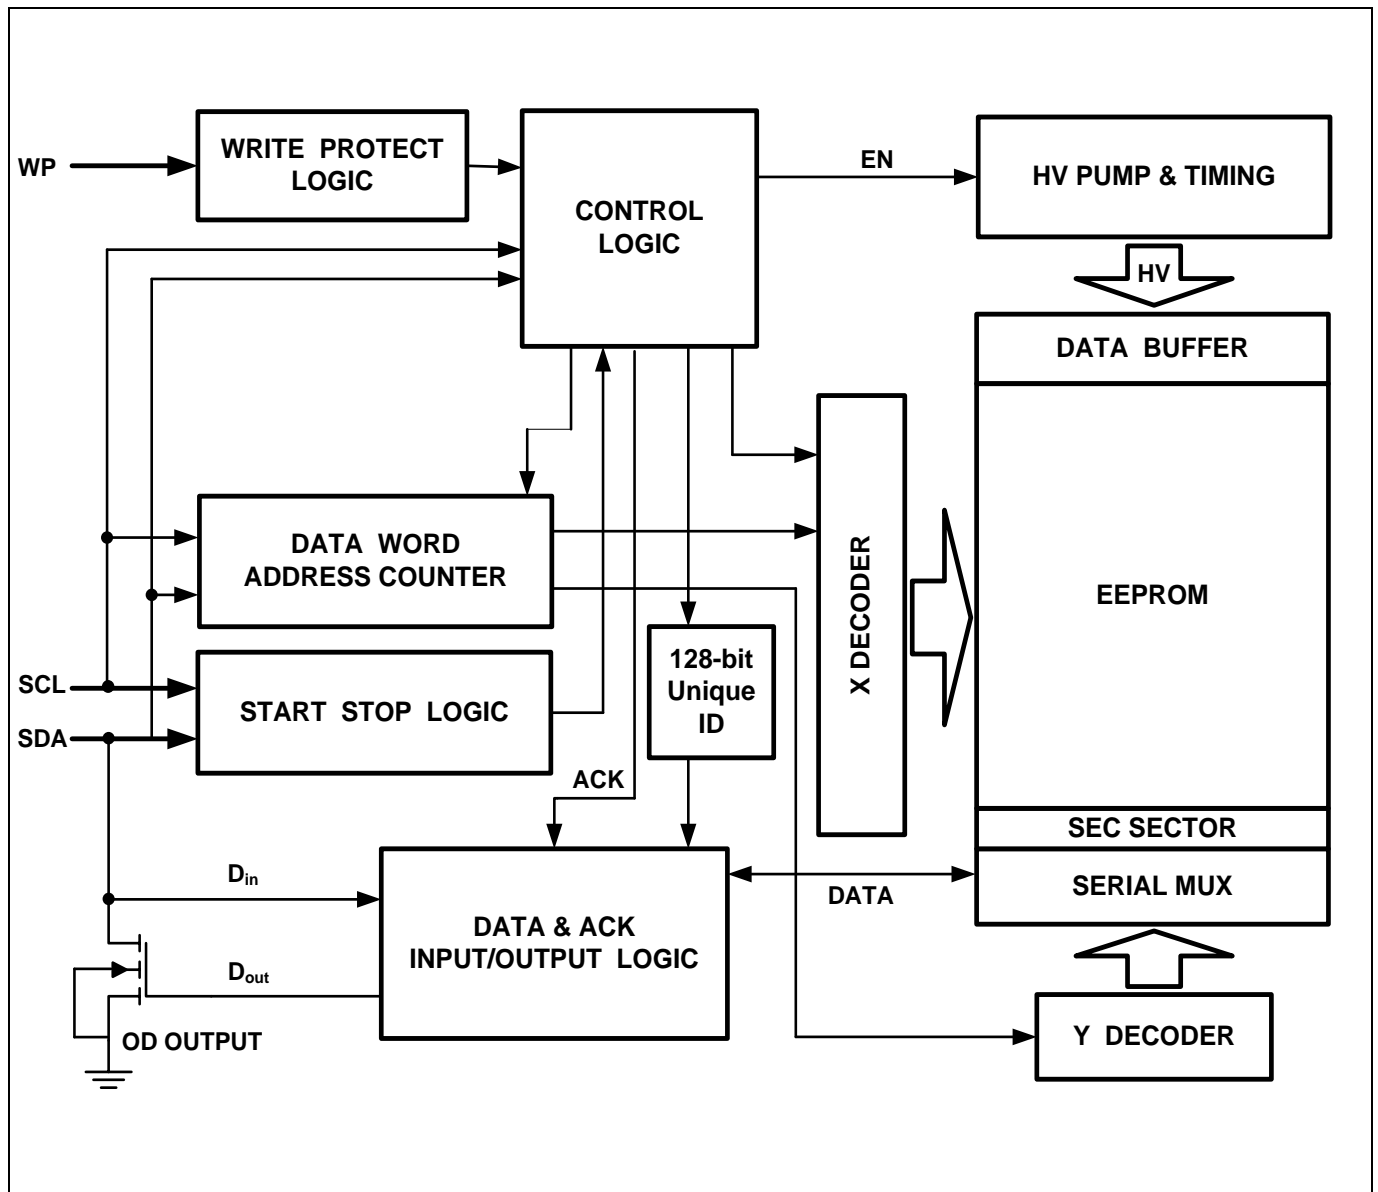 WP
WRITE PROTECT
LOGIC
CONTROL
LOGIC
EN
HV PUMP & TIMING
HV
DATA BUFFER
EEPROM
SEC SECTOR
SERIAL MUX
X DECODER
DATA WORD
ADDRESS COUNTER
SCL
SDA
START STOP LOGIC
128-bit
Unique
ID
ACK
Din
DATA & ACK
INPUT/OUTPUT LOGIC
DATA
Dout
OD OUTPUT
Y DECODER